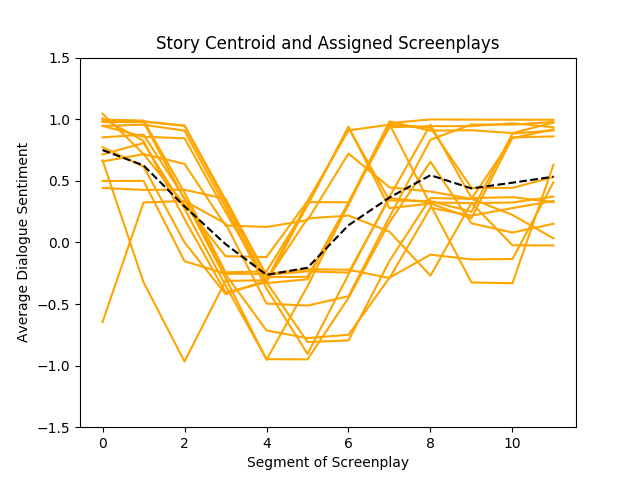 Story Centroid and Assigned Screenplays
1.5
1.0
0.5
0.0
−0.5
−1.0
−1.5
Average Dialogue Sentiment
0 2 4 6 8 10
Segment of Screenplay